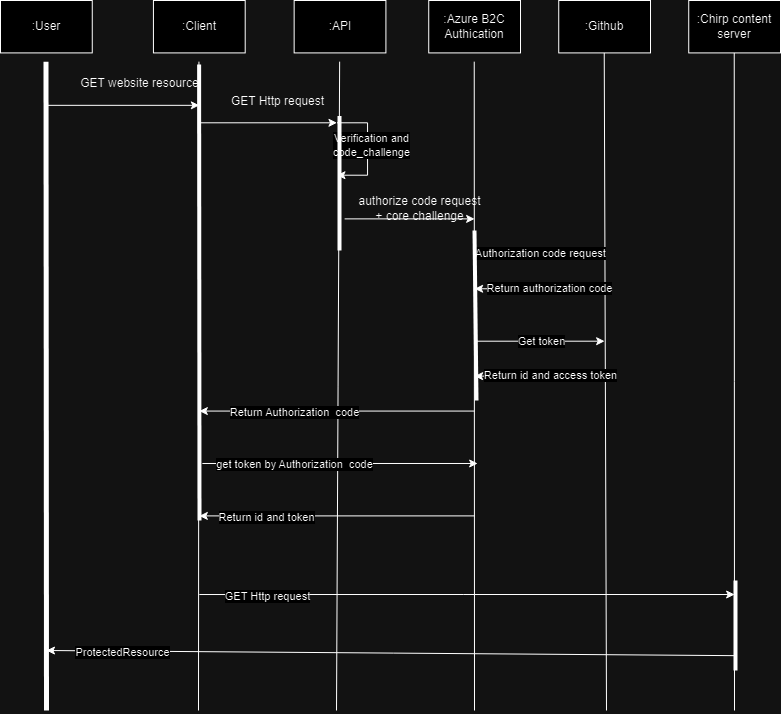 :User
:Client
:API
:Azure B2C
Authication
:Github
:Chirp content
server
GET website resource
GET Http request
Verification and
code_challenge
authorize code request
+ core challenge
Authorization code request
Return authorization code
Get token
Return id and access token
Return Authorization code
get token by Authorization code
Return id and token
GET Http request
ProtectedResource